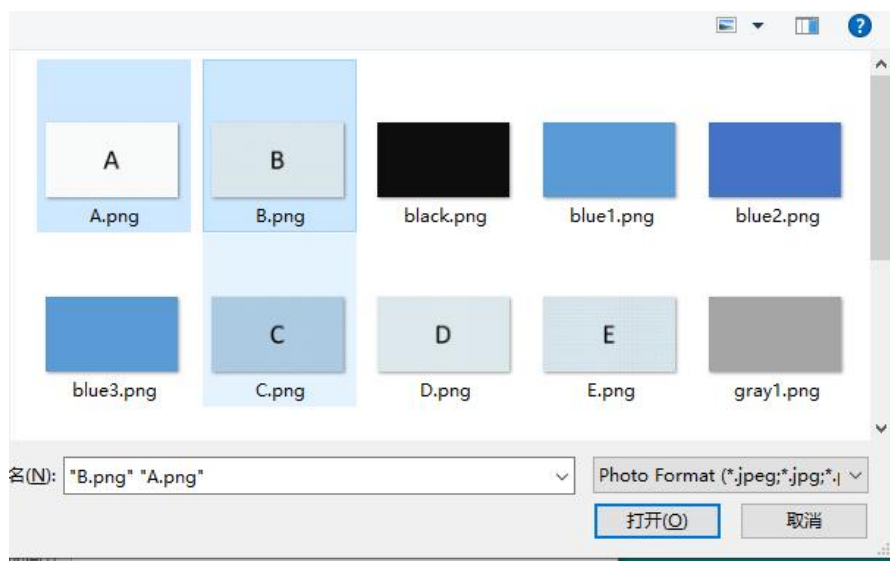 ?
A
B
A.png
B.png
black.png
blue1.png
blue2.png
C
D
E
blue3.png
C.png
D.png
E.png
gray1.png
名(N): "B.png" "A.png"
Photo Format (*.jpeg;*.jpg;*.
打开(O)
取消